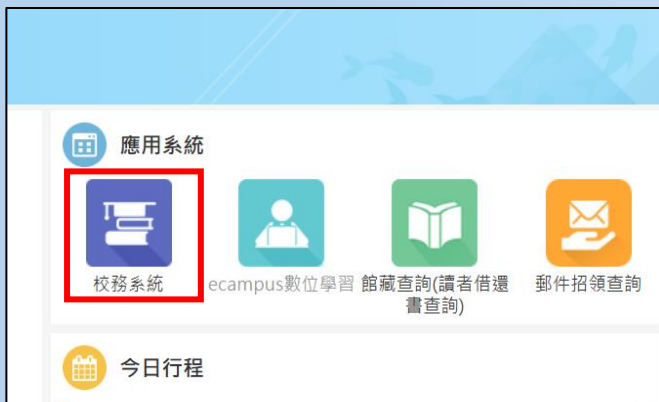 應用系統
校務系統
ecampus數位學習
館藏查詢(讀者借還
書查詢)
郵件招領查詢
今日行程